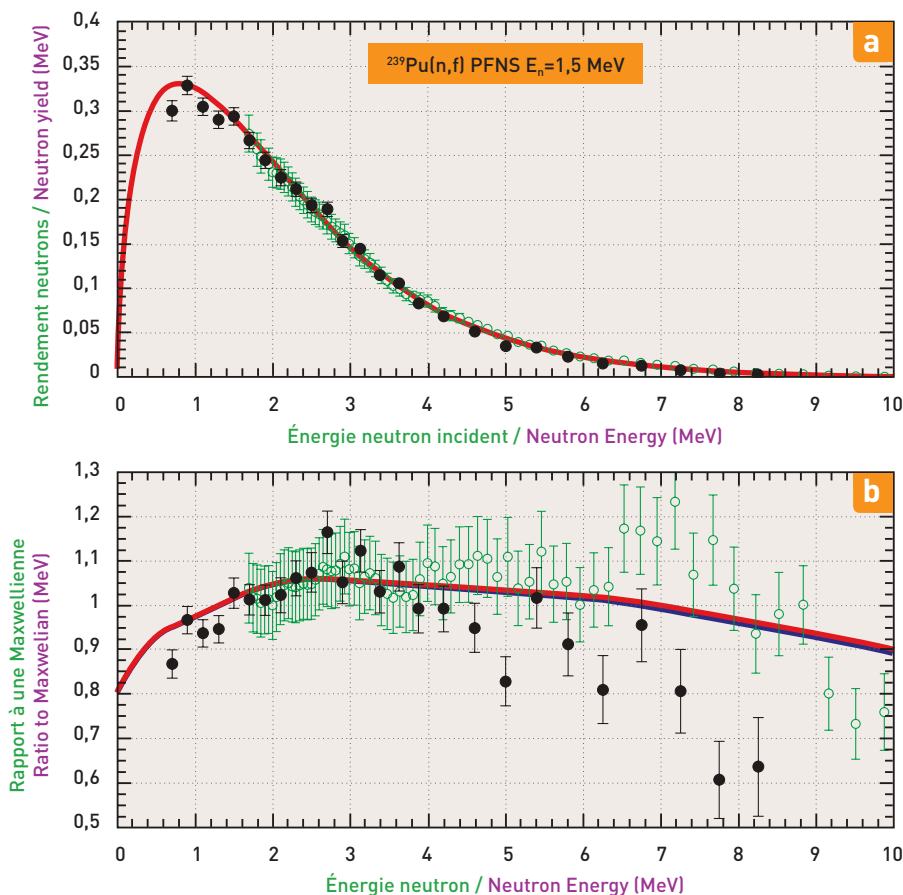 Rendement neutrons / Neutron yield (MeV)
0,4
0,35
0,3
0,25
0,2
0,15
0,1
0,05
0
a
²³⁹Pu(n,f) PFNS Eₙ=1,5 MeV
0 1 2 3 4 5 6 7 8 9 10
Énergie neutron incident / Neutron Energy (MeV)
Rapport à une Maxwellienne
Ratio to Maxwelian (MeV)
1,3
1,2
1,1
1
0,9
0,8
0,7
0,6
0,5
b
0 1 2 3 4 5 6 7 8 9 10
Énergie neutron / Neutron Energy (MeV)